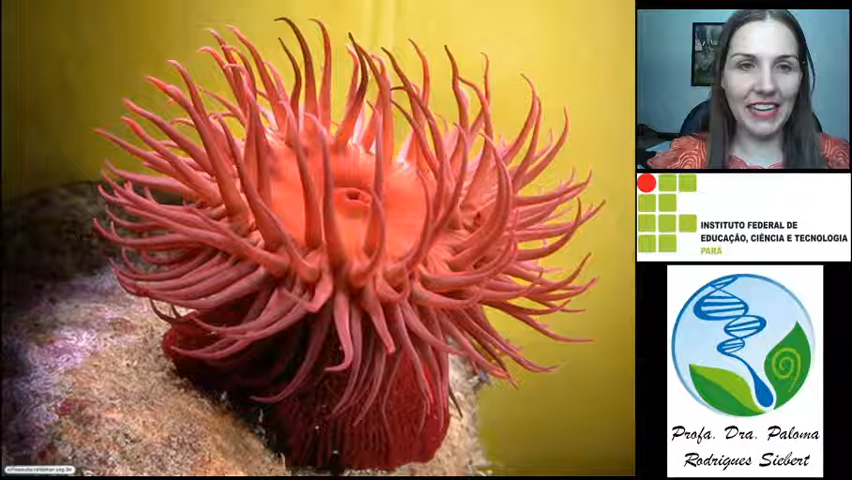 INSTITUTO FEDERAL DE
EDUCAÇÃO, CIÊNCIA E TECNOLOGIA
PARÁ
Profa. Dra. Paloma
Rodrigues Siebert